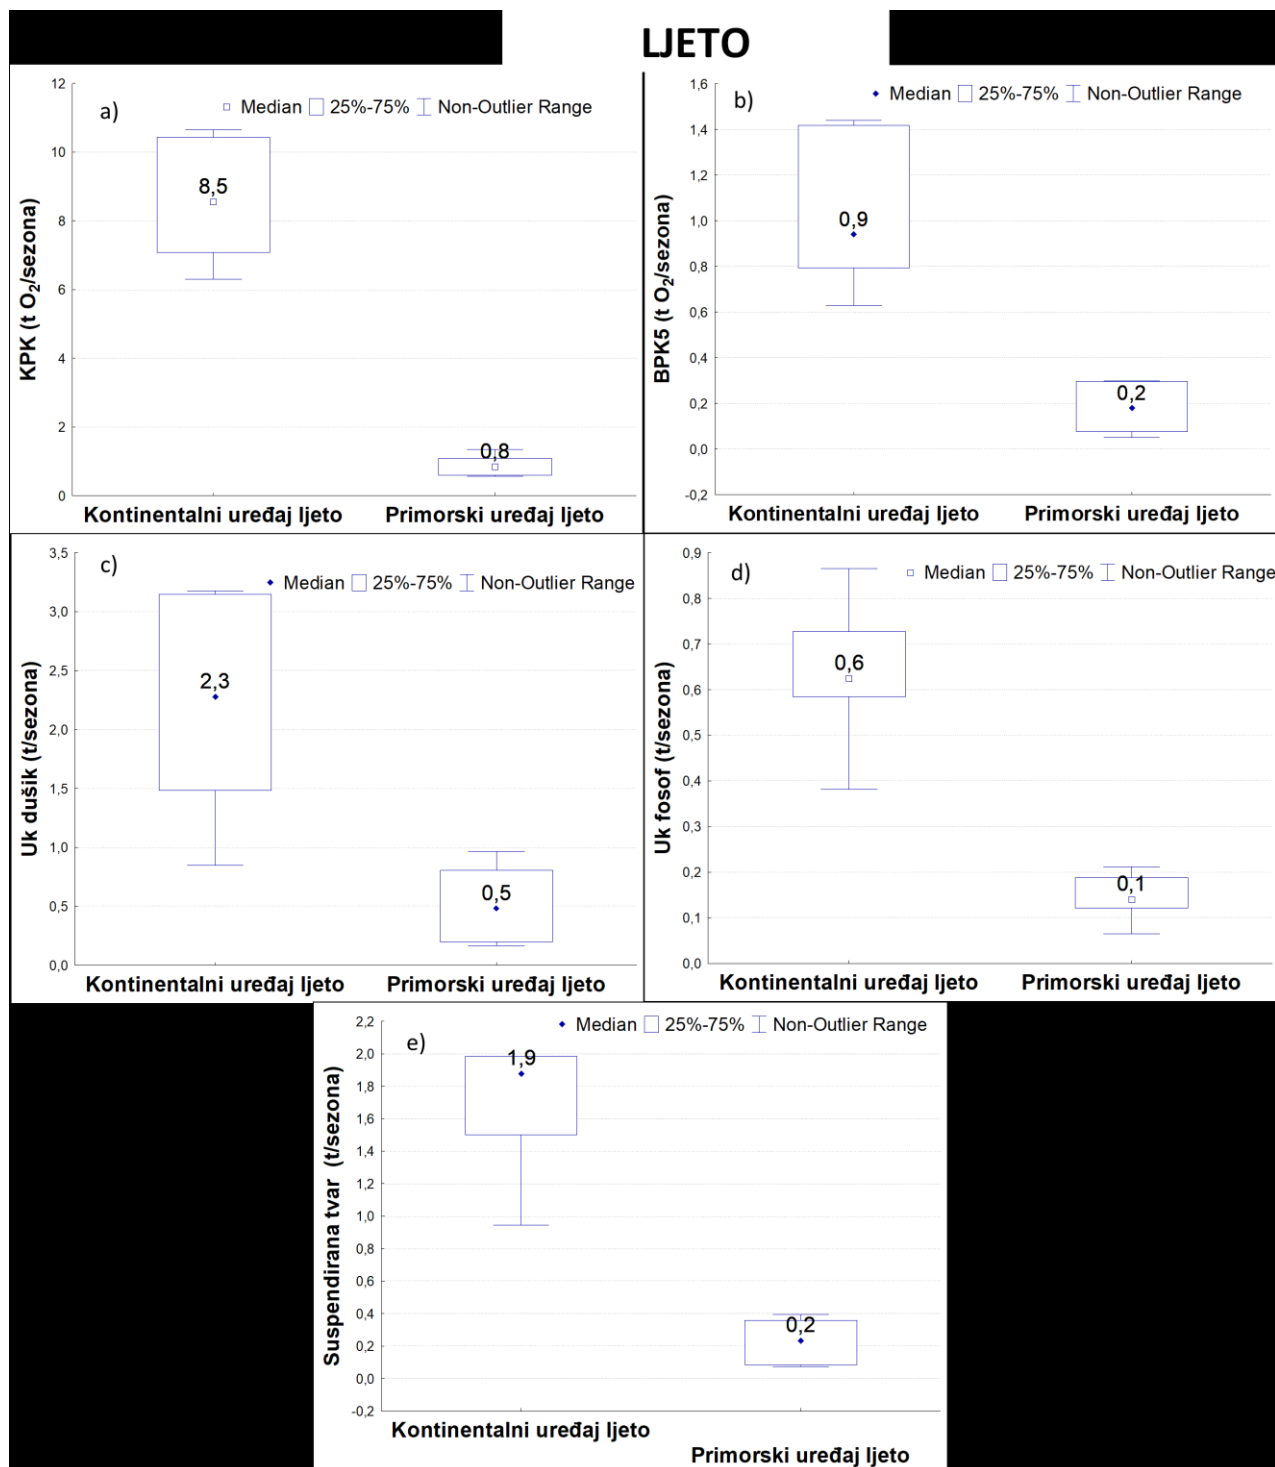 LJETO
a)
Median 25%-75% Non-Outlier Range
KPK (t O₂/sezona)
12
10
8
6
4
2
0
8,5
0,8
Kontinentalni uređaj ljeto Primorski uređaj ljeto
b)
Median 25%-75% Non-Outlier Range
BPK5 (t O₂/sezona)
1,6
1,4
1,2
1,0
0,8
0,6
0,4
0,2
0,0
-0,2
0,9
0,2
Kontinentalni uređaj ljeto Primorski uređaj ljeto
c)
Median 25%-75% Non-Outlier Range
Uk dušik (t/sezona)
3,5
3,0
2,5
2,0
1,5
1,0
0,5
0,0
2,3
0,5
Kontinentalni uređaj ljeto Primorski uređaj ljeto
d)
Median 25%-75% Non-Outlier Range
Uk fosof (t/sezona)
0,9
0,8
0,7
0,6
0,5
0,4
0,3
0,2
0,1
0,0
0,6
0,1
Kontinentalni uređaj ljeto Primorski uređaj ljeto
e)
Median 25%-75% Non-Outlier Range
Suspendirana tvar (t/sezona)
2,2
2,0
1,8
1,6
1,4
1,2
1,0
0,8
0,6
0,4
0,2
0,0
-0,2
1,9
0,2
Kontinentalni uređaj ljeto
Primorski uređaj ljeto